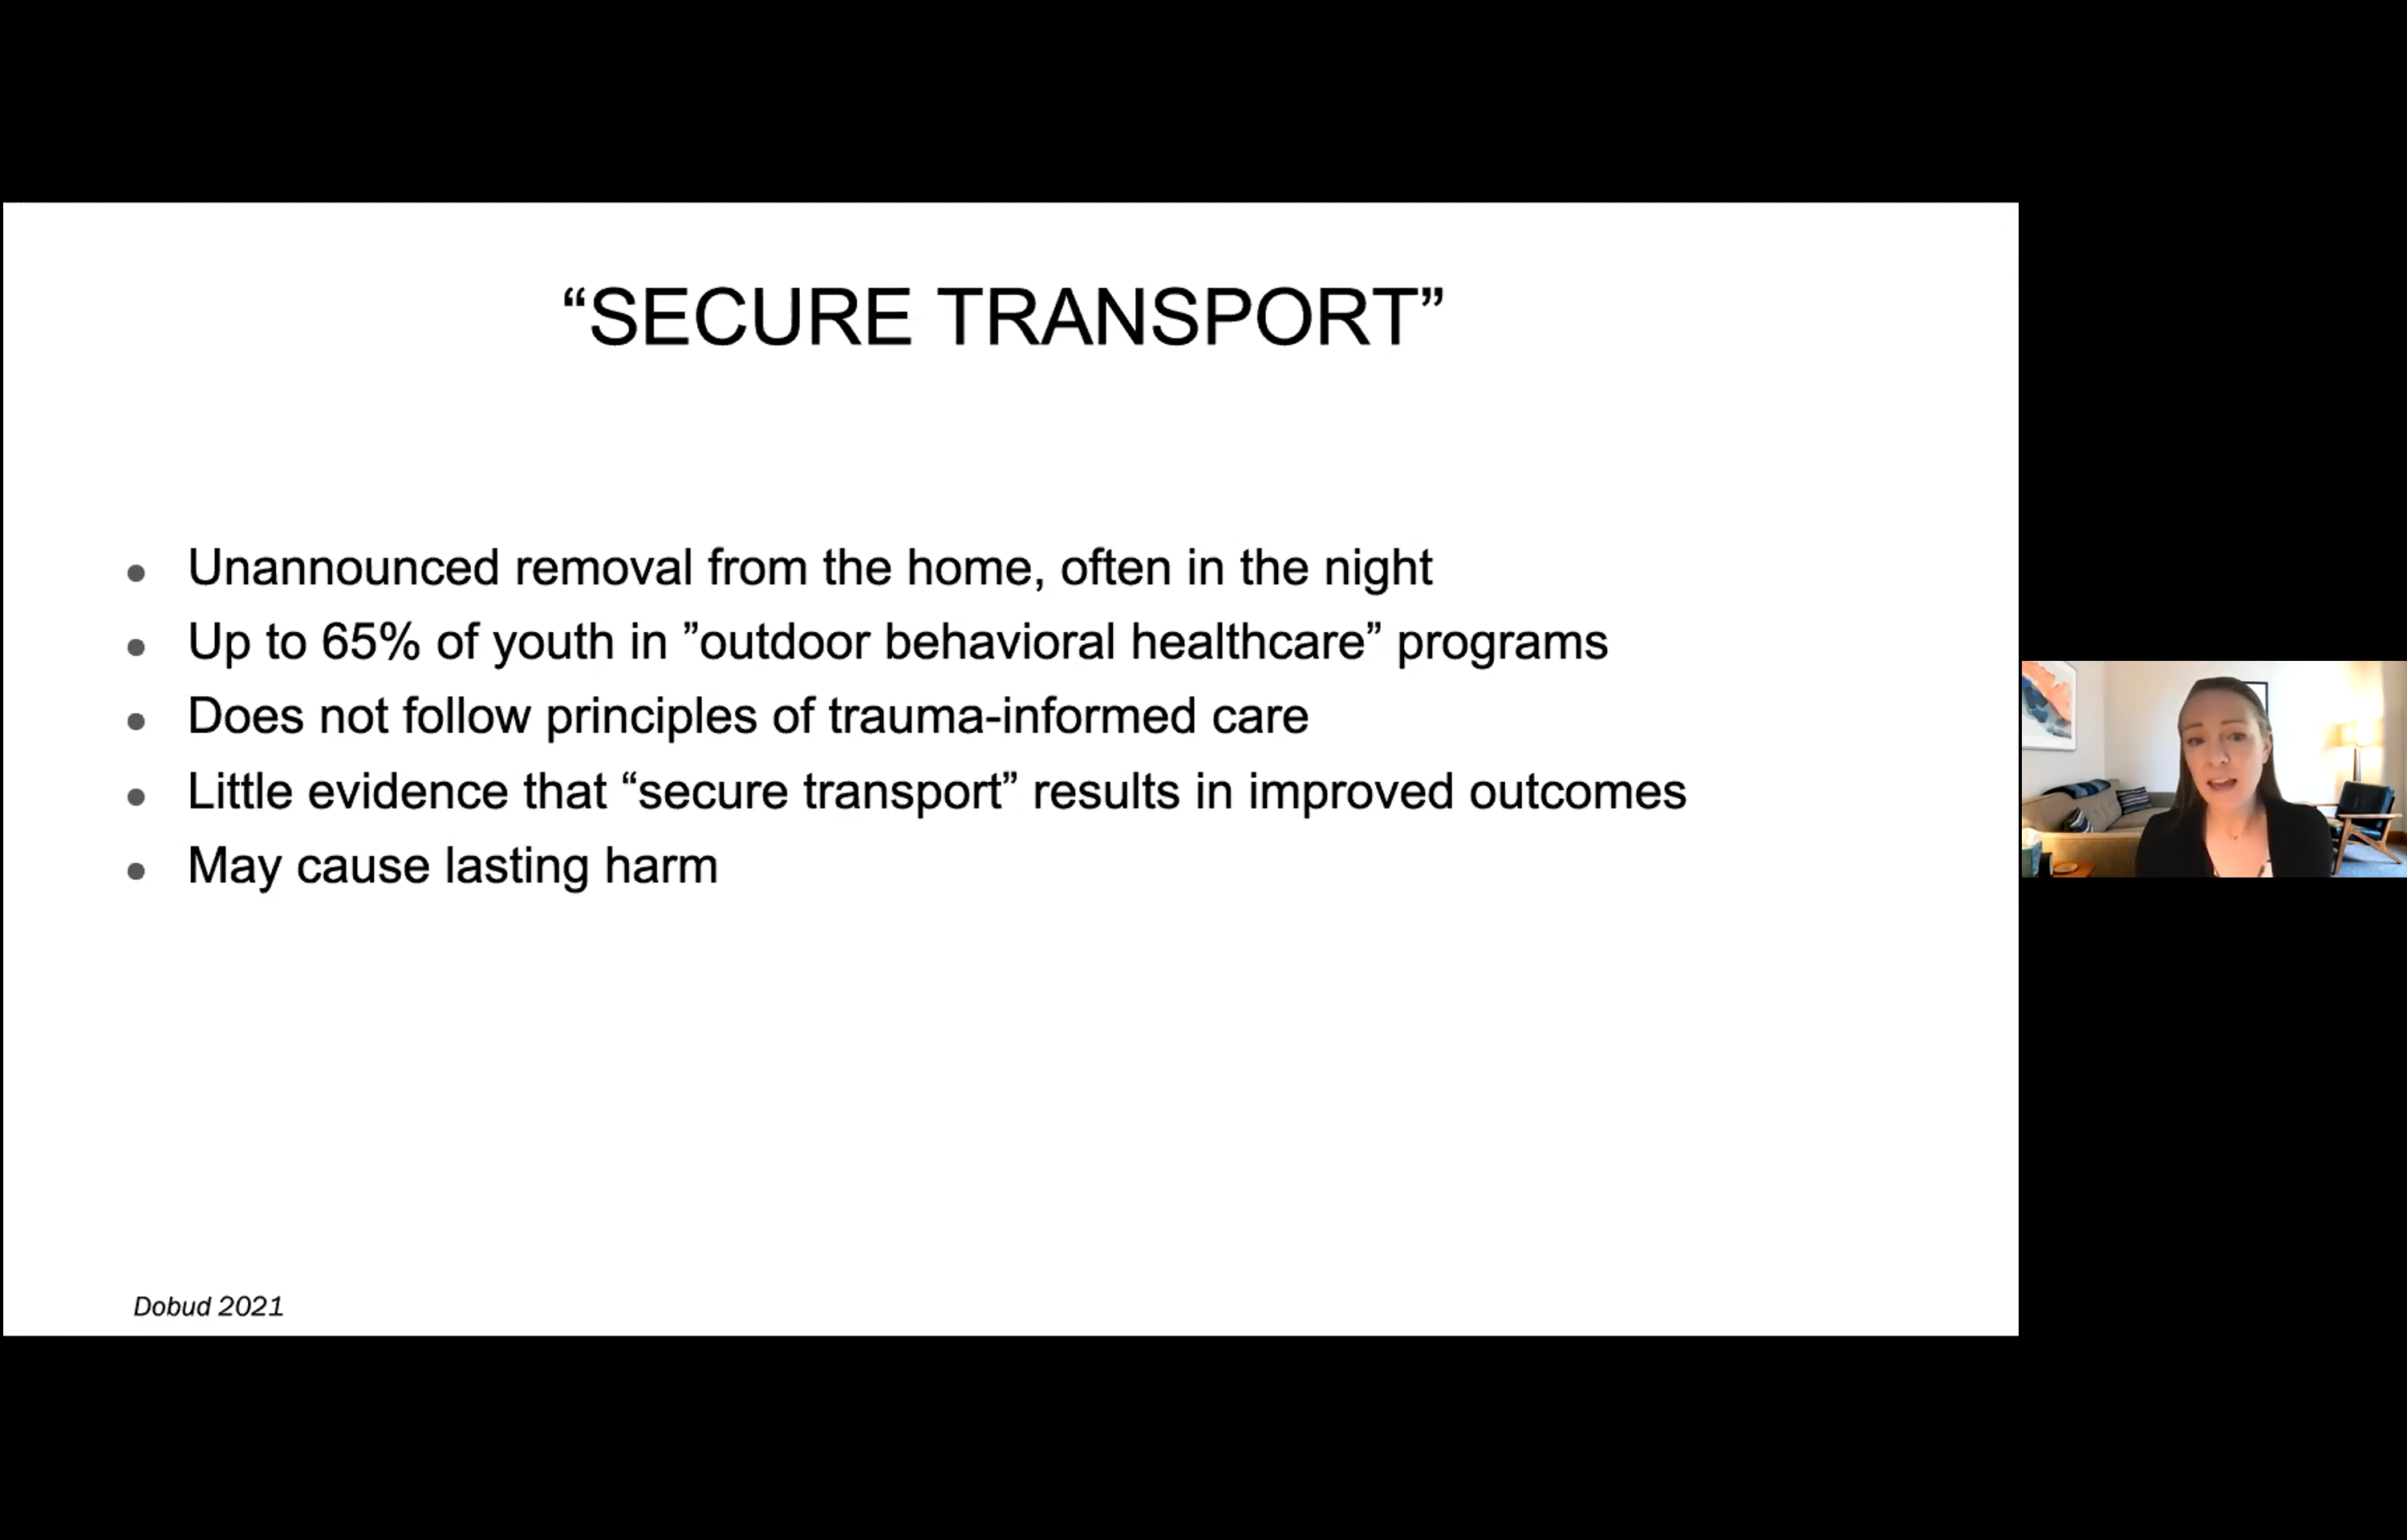 “SECURE TRANSPORT”
• Unannounced removal from the home, often in the night
• Up to 65% of youth in ”outdoor behavioral healthcare” programs
• Does not follow principles of trauma-informed care
• Little evidence that “secure transport” results in improved outcomes
• May cause lasting harm
Dobud 2021